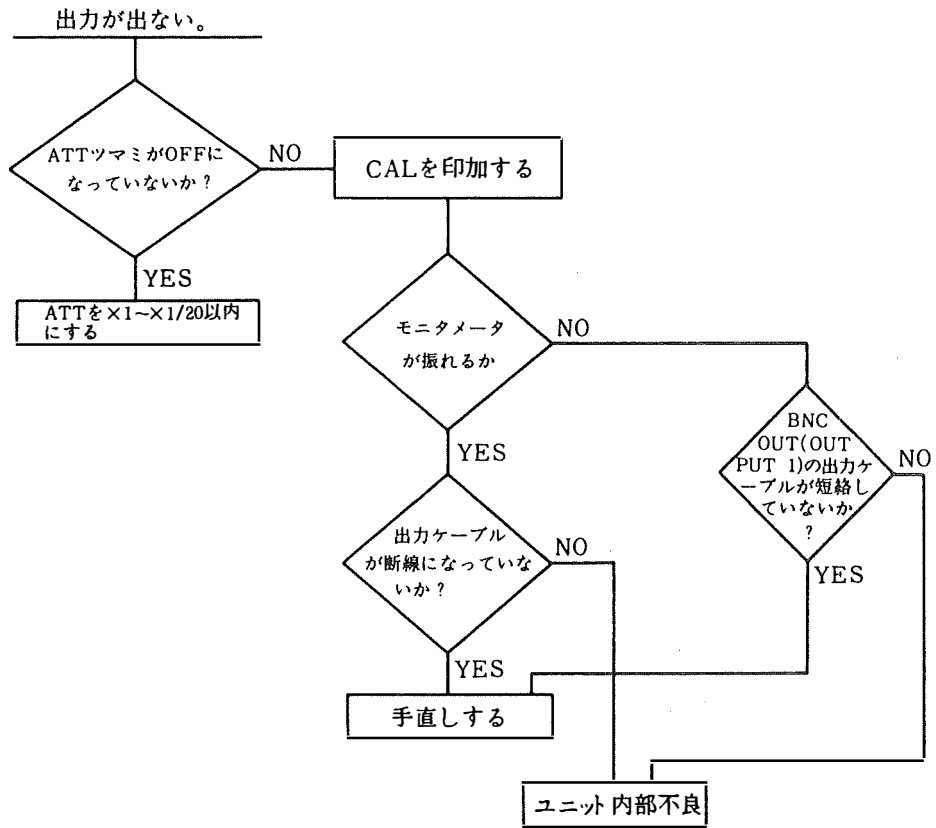 出力が出ない。
ATTツマミがOFFに
なっていないか？
NO
CALを印加する
YES
ATTを×1~×1/20以内
にする
モニタメータ
が振れるか
NO
YES
BNC
OUT(OUT
PUT 1)の出力ケ
ーブルが短絡し
ていないか
？
NO
YES
出力ケーブル
が断線になっていな
いか？
NO
YES
手直しする
ユニット内部不良